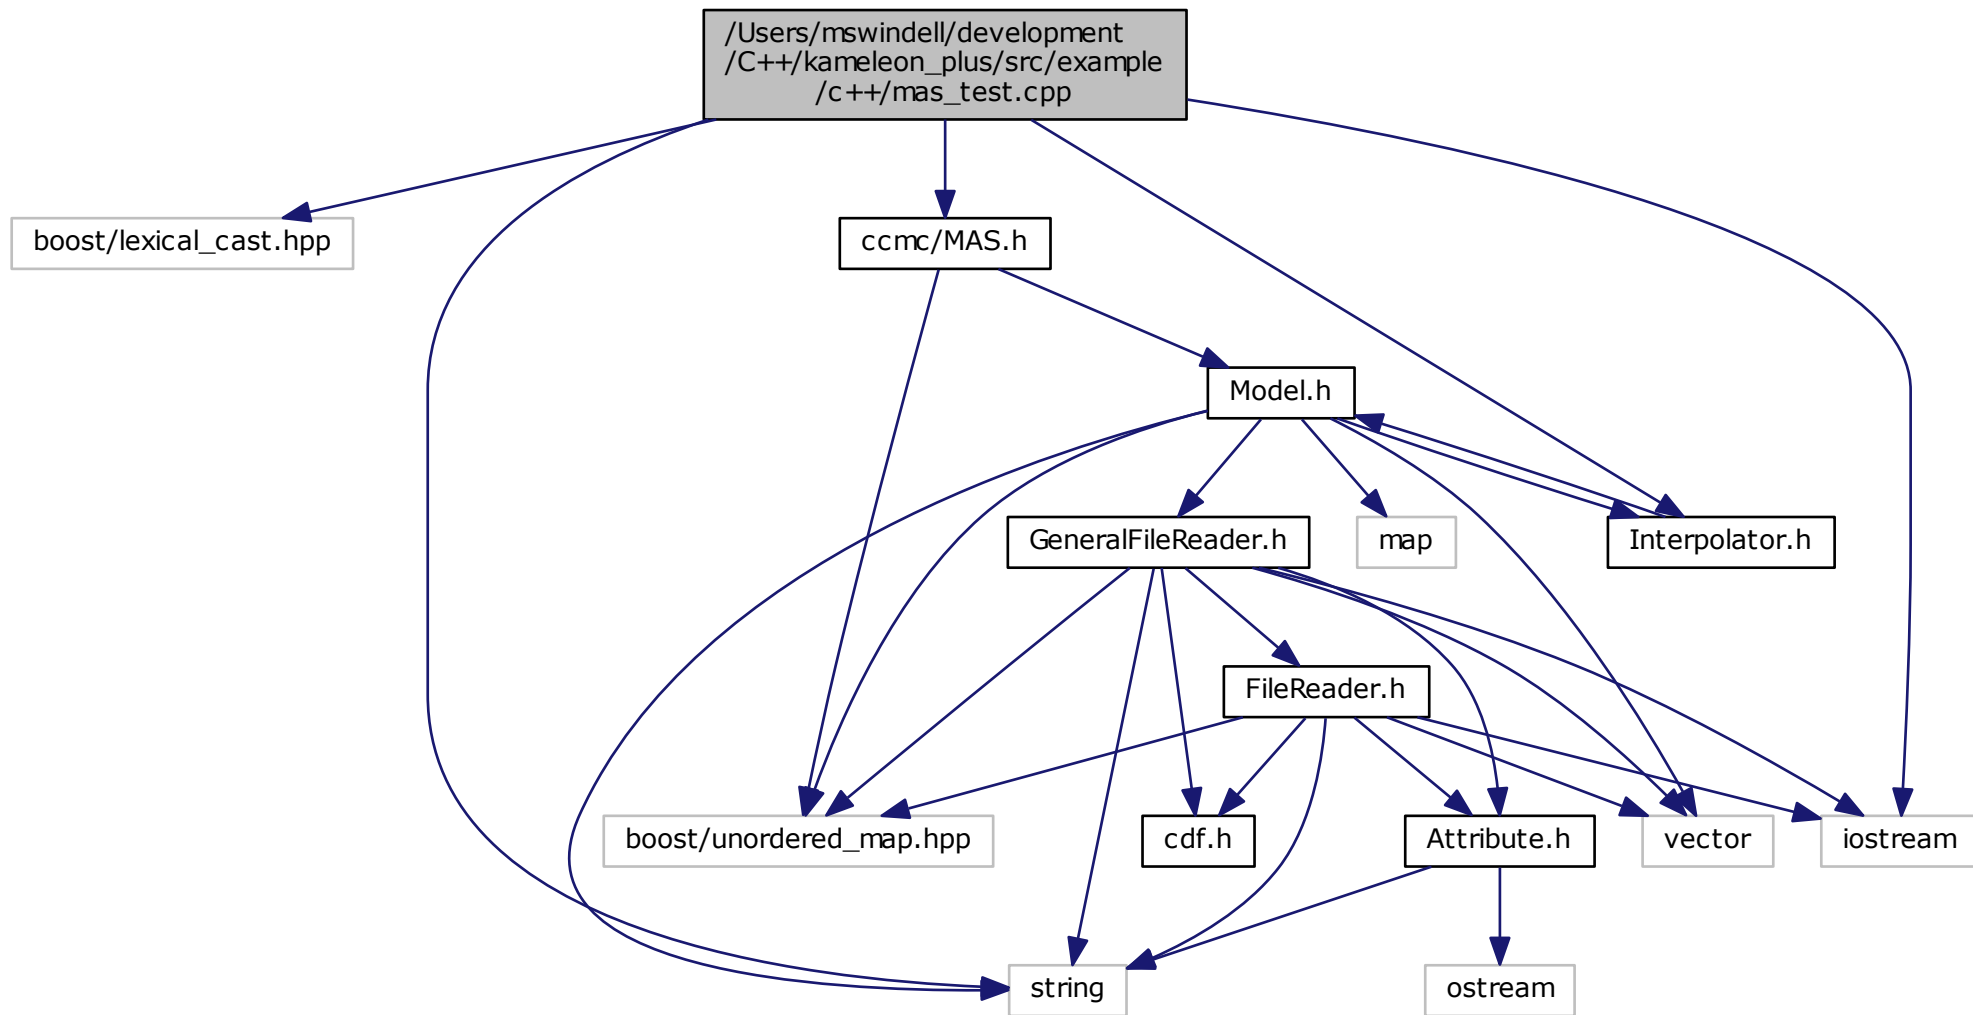 /Users/mswindell/development
/C++/kameleon_plus/src/example
/c++/mas_test.cpp
boost/lexical_cast.hpp
ccmc/MAS.h
Model.h
GeneralFileReader.h
map
Interpolator.h
FileReader.h
boost/unordered_map.hpp
cdf.h
Attribute.h
vector
iostream
string
ostream